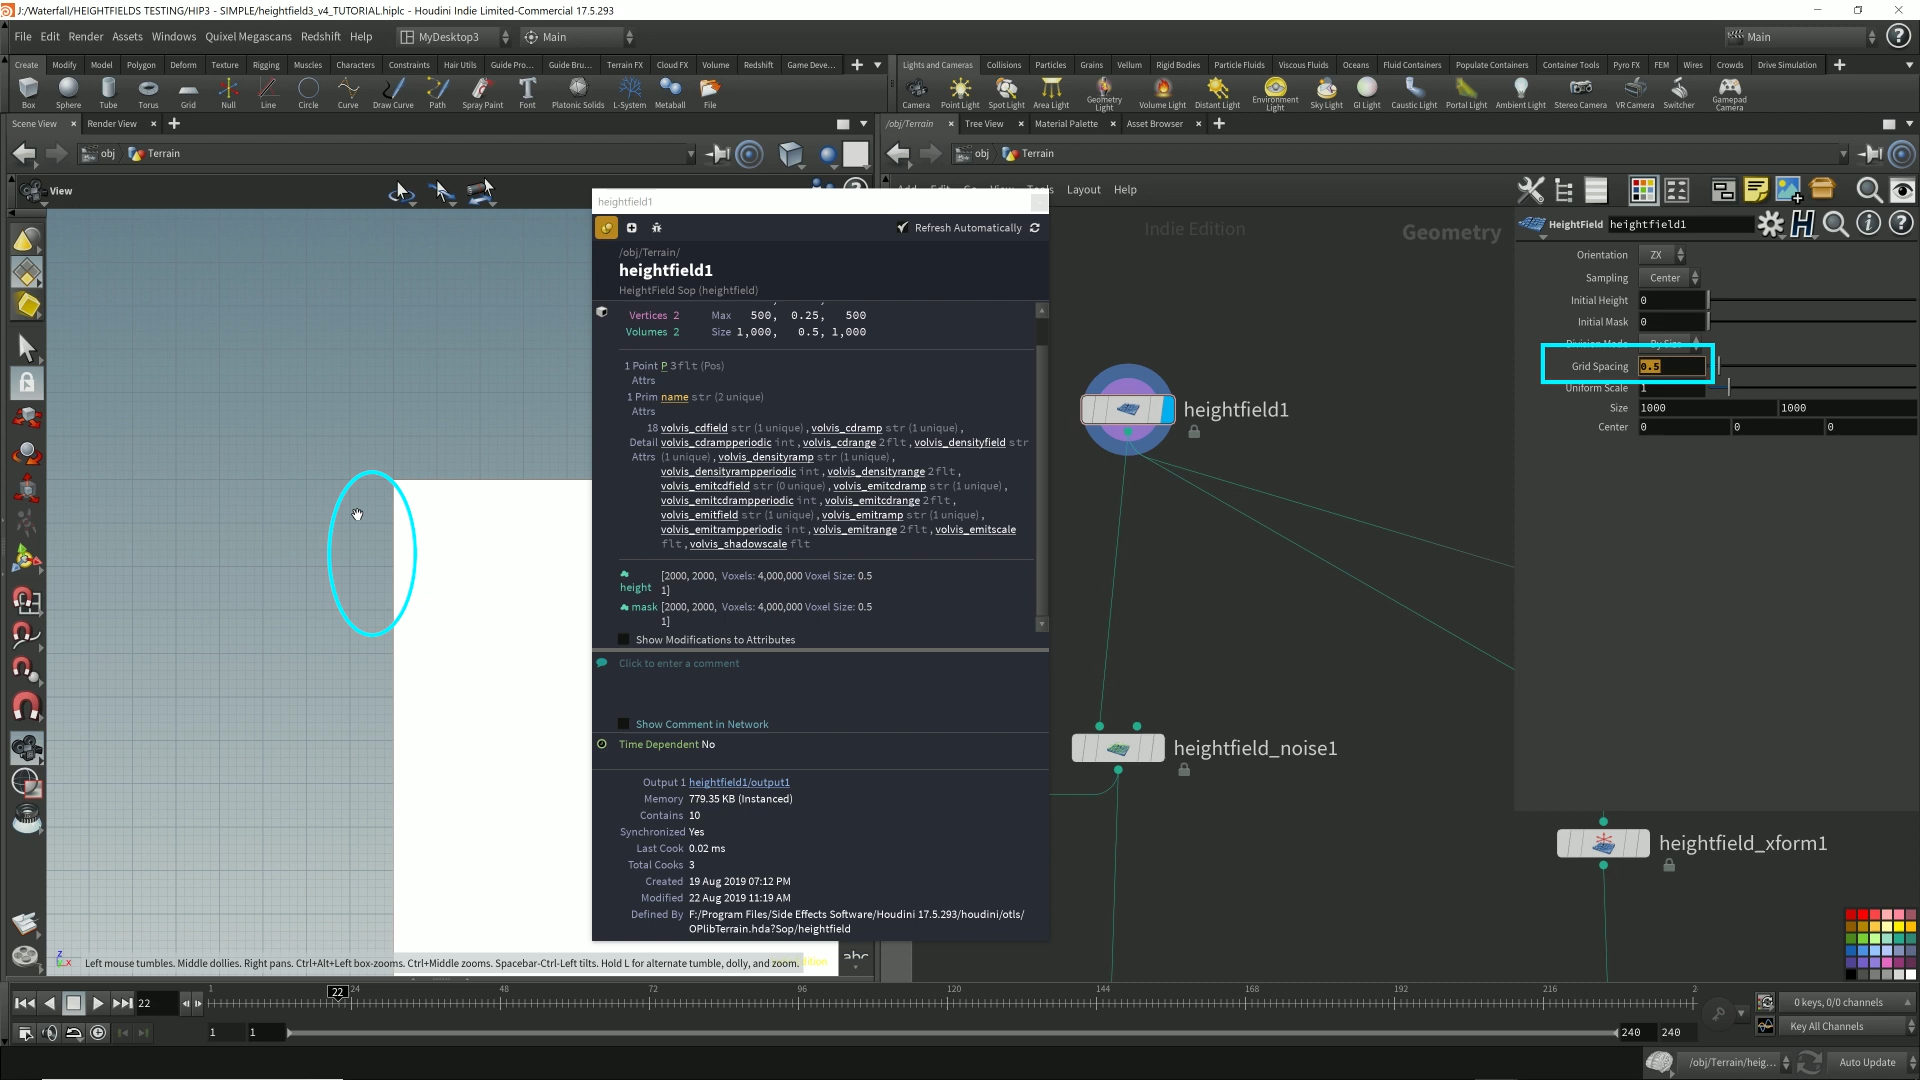 J:/Waterfall/HEIGHTFIELDS TESTING/HIP3 - SIMPLE/heightfield3_v4_TUTORIAL.hiplc - Houdini Indie Limited-Commercial 17.5.293
File Edit Render Assets Windows Quixel Megascans Redshift Help MyDesktop3 Main Main
Create Modify Model Polygon Deform Texture Rigging Muscles Characters Constraints Hair Utils Guide Pro... Guide Bru... Terrain FX Cloud FX Volume Redshift Game Deve...
Lights and Cameras Collisions Particles Grains Vellum Rigid Bodies Particle Fluids Viscous Fluids Oceans Fluid Containers Populate Containers Container Tools Pyro FX FEM Wires Crowds Drive Simulation
Box Sphere Tube Torus Grid Null Line Circle Curve Draw Curve Path Spray Paint Font Platonic Solids L-System Metaball File
Camera Point Light Spot Light Area Light Geometry Light Volume Light Distant Light Environment Light Sky Light GI Light Caustic Light Portal Light Ambient Light Stereo Camera VR Camera Switcher Gamepad Camera
Scene View Render View
/obj/Terrain Tree View Material Palette Asset Browser
obj Terrain
obj Terrain
View
Layout Help
heightfield1
Refresh Automatically
/obj/Terrain/
heightfield1
HeightField Sop (heightfield)
Vertices 2 Max 500, 0.25, 500
Volumes 2 Size 1,000, 0.5, 1,000
1 Point P 3flt (Pos)
Attrs
1 Prim name str (2 unique)
Attrs
18 volvis_cdfield str (1 unique) , volvis_cdramp str (1 unique) ,
Detail volvis_cdrampperiodic int , volvis_cdrange 2flt , volvis_densityfield str
Attrs (1 unique) , volvis_densityramp str (1 unique) ,
volvis_densityrampperiodic int , volvis_densityrange 2flt ,
volvis_emitcdfield str (0 unique) , volvis_emitcdramp str (1 unique) ,
volvis_emitcdrampperiodic int , volvis_emitcdrange 2flt ,
volvis_emitfield str (1 unique) , volvis_emitramp str (1 unique) ,
volvis_emitrampperiodic int , volvis_emitrange 2flt , volvis_emitscale
flt , volvis_shadowscale flt
height [2000, 2000, 1] Voxels: 4,000,000 Voxel Size: 0.5
mask [2000, 2000, 1] Voxels: 4,000,000 Voxel Size: 0.5
Show Modifications to Attributes
Click to enter a comment
Show Comment in Network
Time Dependent No
Output 1 heightfield1/output1
Memory 779.35 KB (Instanced)
Contains 10
Synchronized Yes
Last Cook 0.02 ms
Total Cooks 3
Created 19 Aug 2019 07:12 PM
Modified 22 Aug 2019 11:19 AM
Defined By F:/Program Files/Side Effects Software/Houdini 17.5.293/houdini/otls/
OPlibTerrain.hda?Sop/heightfield
Indie Edition
Geometry
heightfield1
heightfield_noise1
heightfield_xform1
HeightField heightfield1
Orientation ZX
Sampling Center
Initial Height 0
Initial Mask 0
Division Mode By Size
Grid Spacing 0.5
Uniform Scale 1
Size 1000 1000
Center 0 0 0
Left mouse tumbles. Middle dollies. Right pans. Ctrl+Alt+Left box-zooms. Ctrl+Middle zooms. Spacebar-Ctrl-Left tilts. Hold L for alternate tumble, dolly, and zoom.
abc
22
1 22 24 48 72 96 120 144 168 192 216 2
0 keys, 0/0 channels
1 1 240 240
Key All Channels
/obj/Terrain/heig... Auto Update